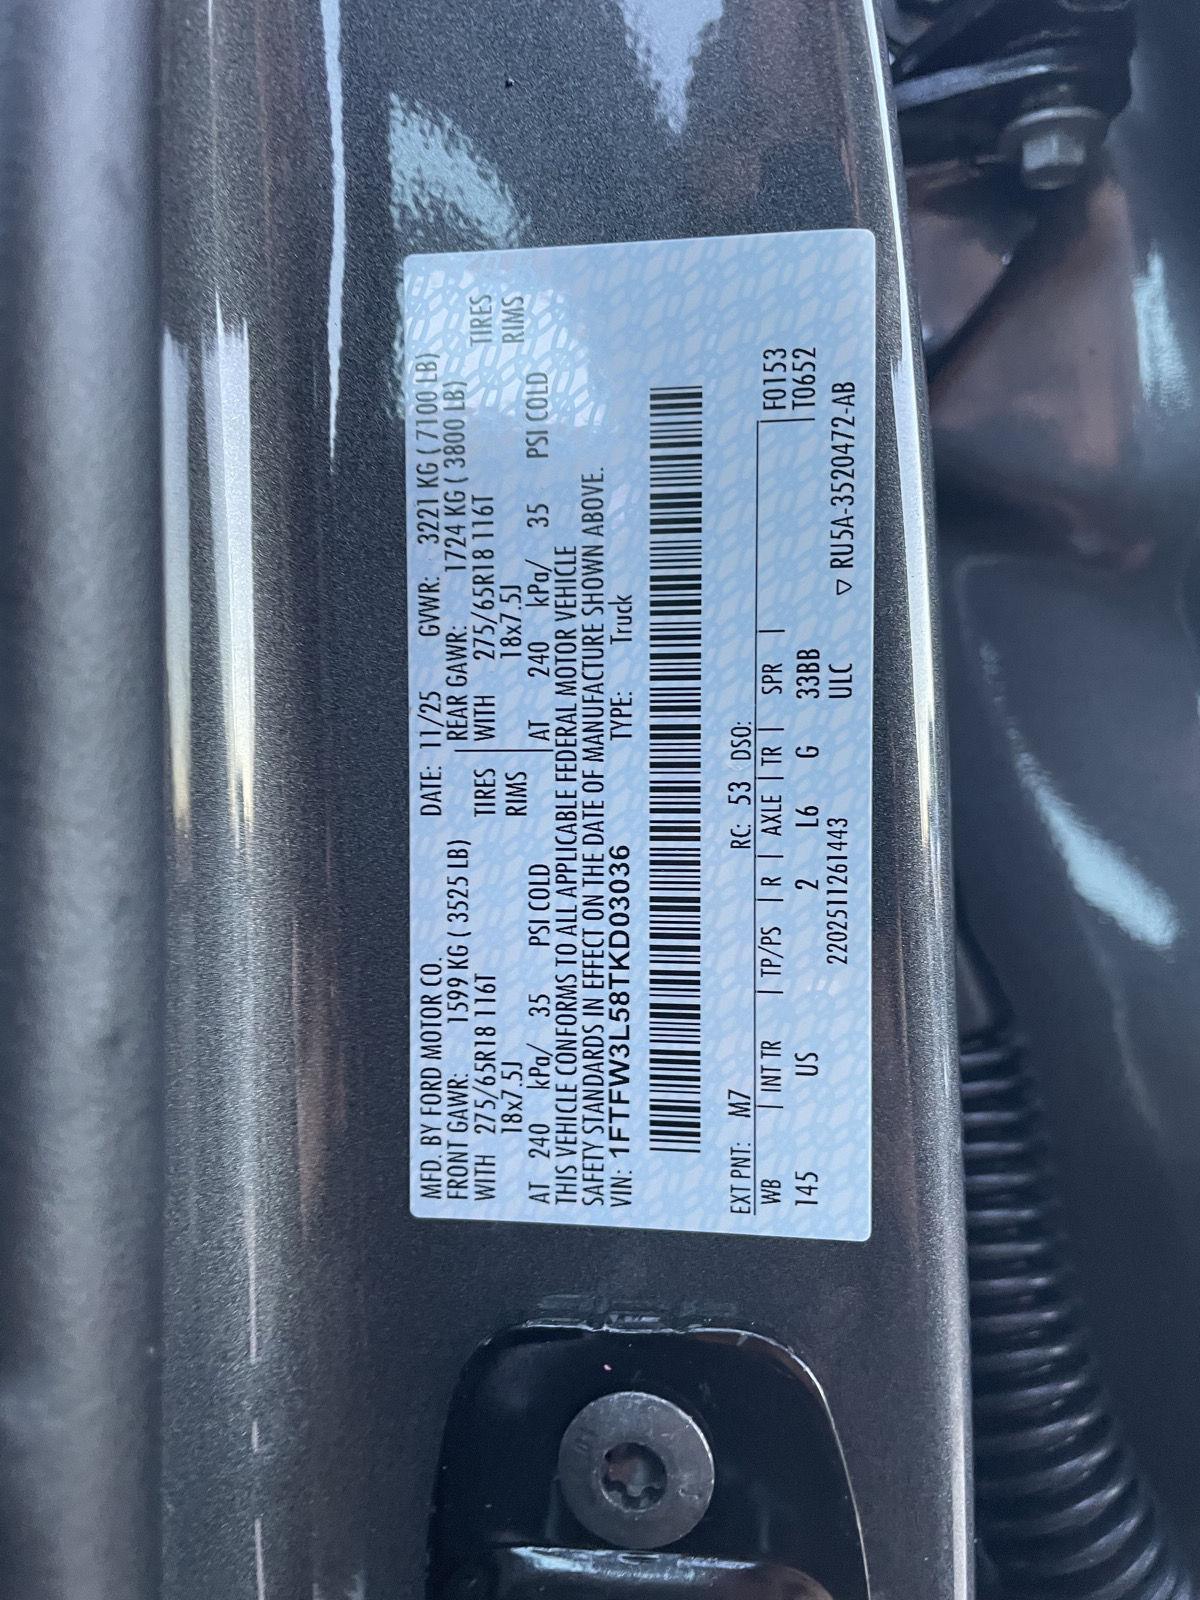 MFD. BY FORD MOTOR CO. DATE: 11/25 GVWR: 3221 KG ( 7100 LB)
FRONT GAWR: 1599 KG ( 3525 LB) REAR GAWR: 1724 KG ( 3800 LB)
WITH 275/65R18 116T TIRES WITH 275/65R18 116T TIRES
18x7.5J RIMS 18x7.5J RIMS
AT 240 kPa/ 35 PSI COLD AT 240 kPa/ 35 PSI COLD
THIS VEHICLE CONFORMS TO ALL APPLICABLE FEDERAL MOTOR VEHICLE
SAFETY STANDARDS IN EFFECT ON THE DATE OF MANUFACTURE SHOWN ABOVE.
VIN: 1FTFW3L58TKD03036 TYPE: Truck
EXT PNT: M7 RC: 53 DSO:
WB INT TR TP/PS R AXLE TR SPR F0153
145 US 2 L6 G 33BB T0652
2202511261443 ULC ▽ RU5A-3520472-AB